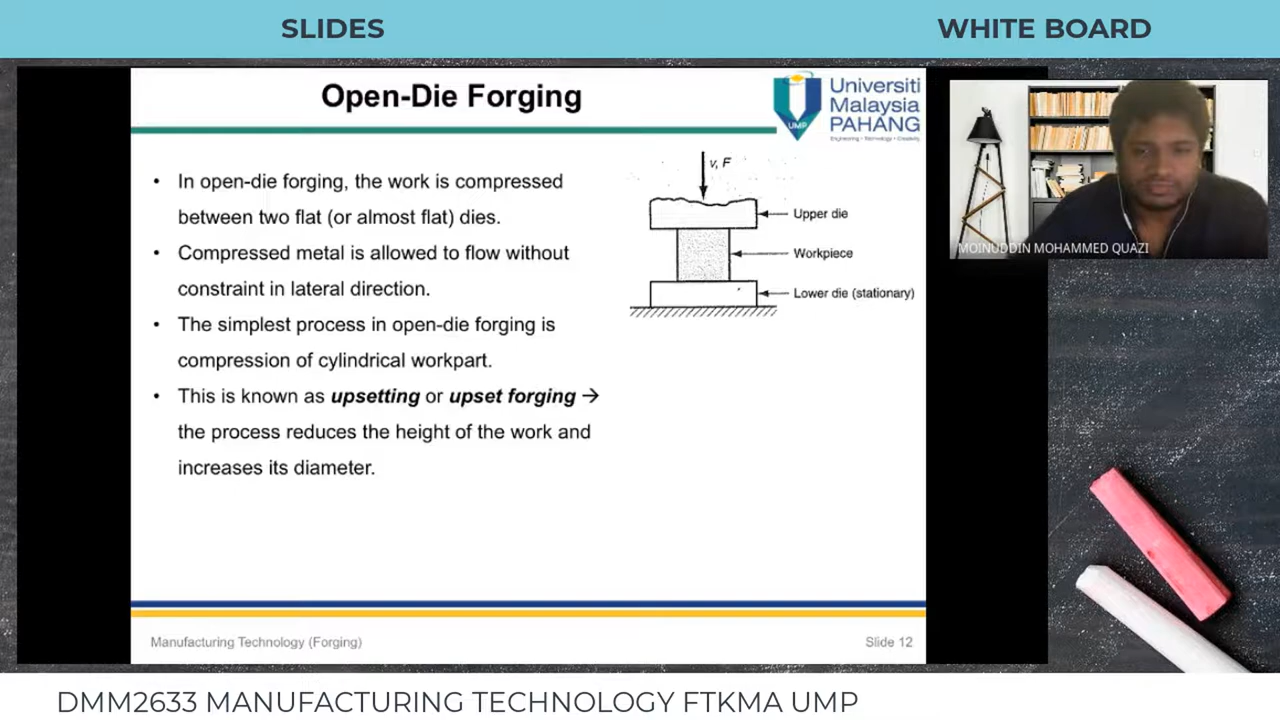 SLIDES
WHITE BOARD
Open-Die Forging
Universiti
Malaysia
PAHANG
Engineering • Technology • Creativity
UMP
• In open-die forging, the work is compressed
between two flat (or almost flat) dies.
• Compressed metal is allowed to flow without
constraint in lateral direction.
• The simplest process in open-die forging is
compression of cylindrical workpart.
• This is known as upsetting or upset forging →
the process reduces the height of the work and
increases its diameter.
v, F
Upper die
Workpiece
Lower die (stationary)
MOINUDDIN MOHAMMED QUAZI
Manufacturing Technology (Forging)
Slide 12
DMM2633 MANUFACTURING TECHNOLOGY FTKMA UMP